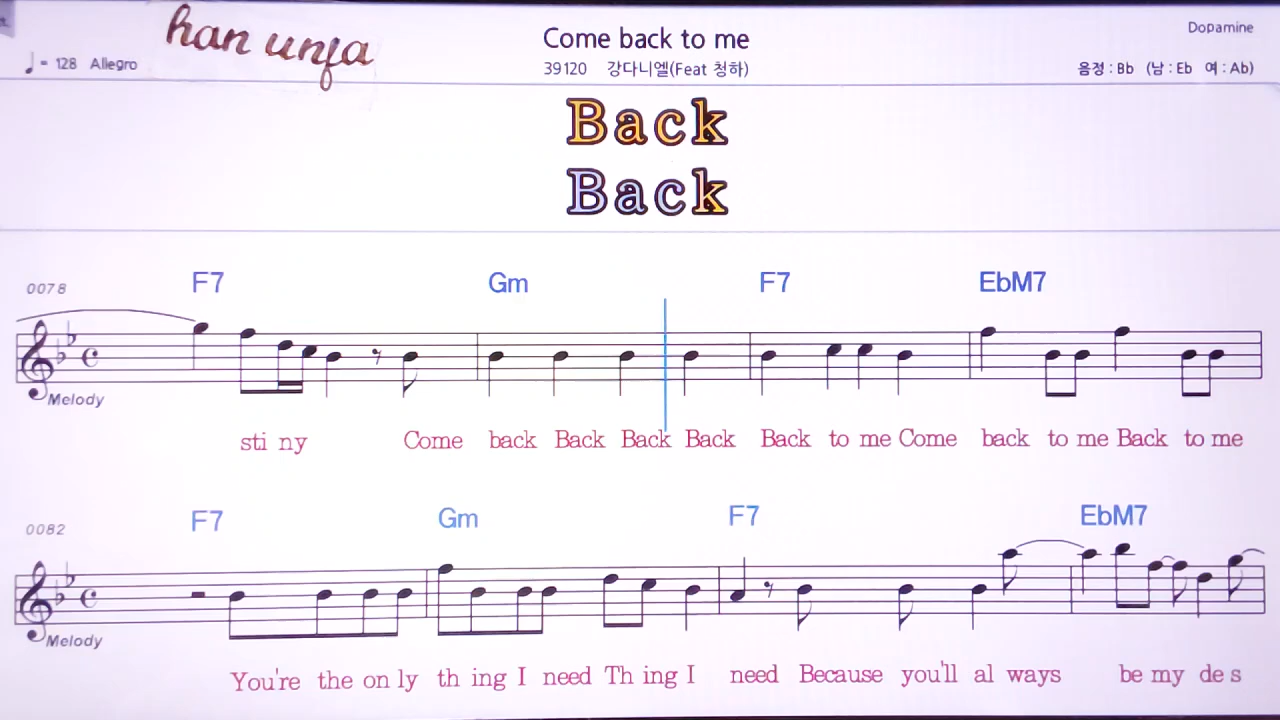 han unfa
Come back to me
Dopamine
♩ = 128 Allegro
39120 강다니엘(Feat 청하)
음정 : Bb (남 : Eb 여 : Ab)
Back
Back
0078 F7 Gm F7 EbM7
Melody
sti ny Come back Back Back Back Back to me Come back to me Back to me
0082 F7 Gm F7 EbM7
Melody
You're the on ly th ing I need Th ing I need Because you'll al ways be my de s